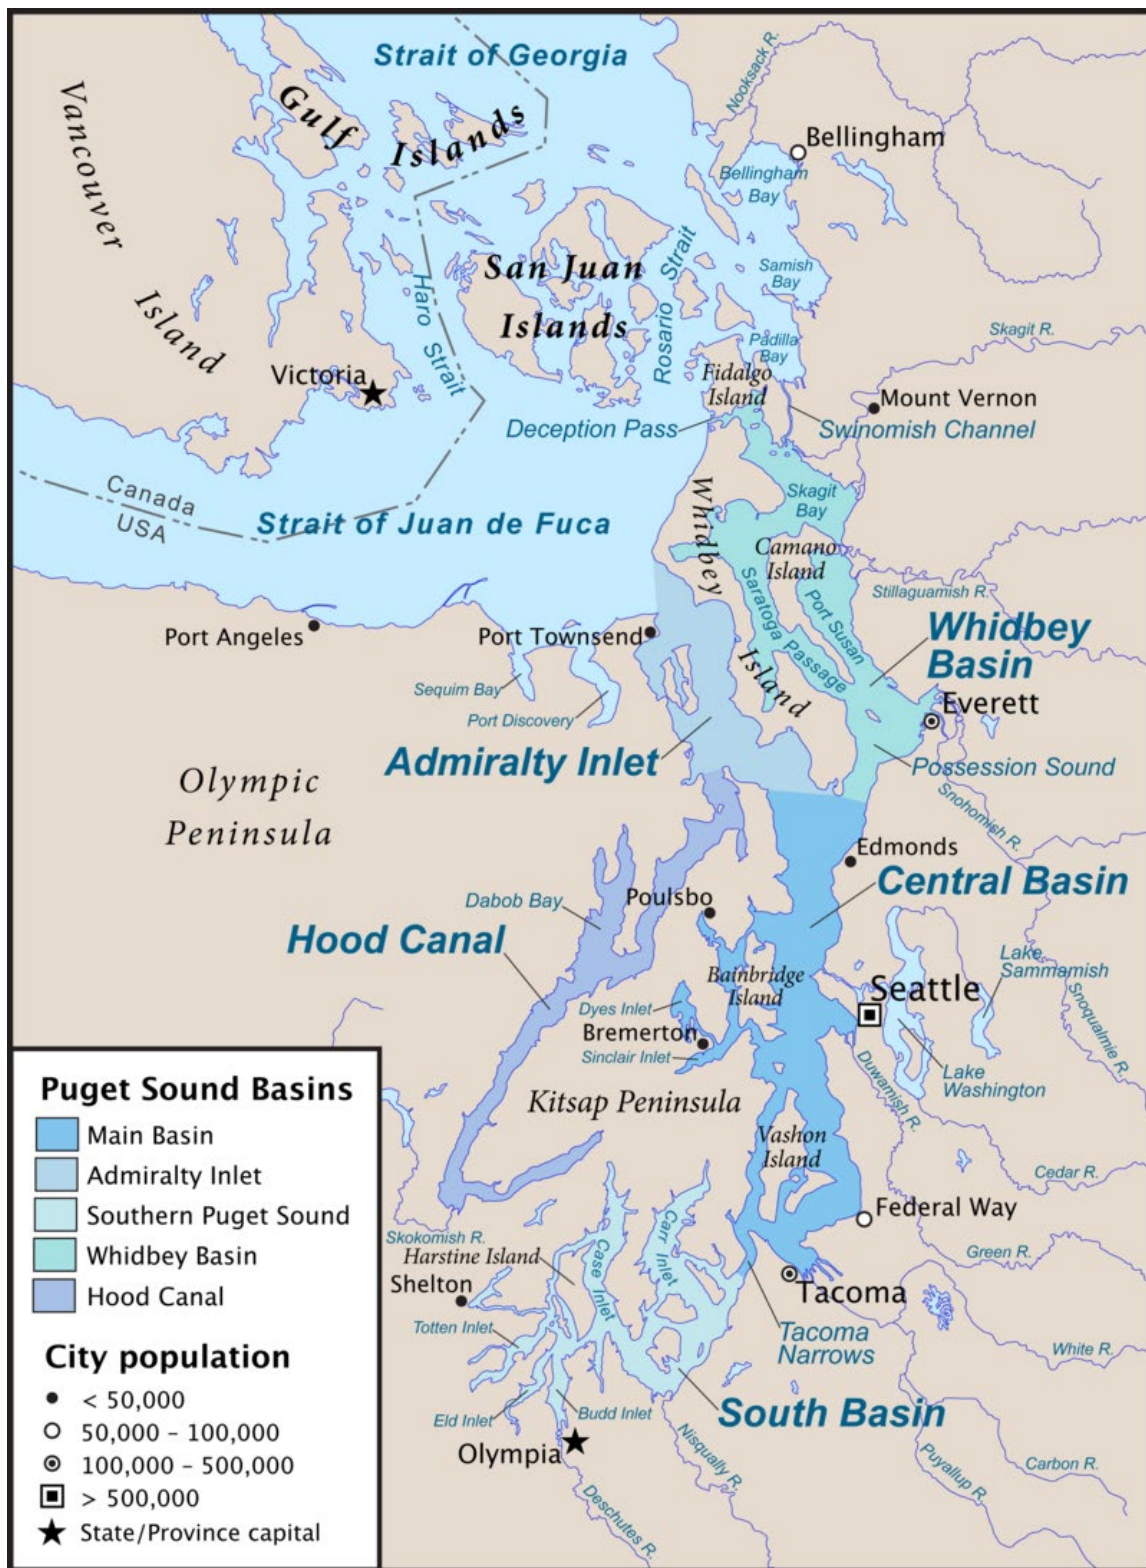 Strait of Georgia
Vancouver
Island
Gulf
Islands
Nooksack R.
Bellingham
Bellingham
Bay
San Juan
Islands
Haro Strait
Rosario Strait
Samish
Bay
Padilla
Bay
Skagit R.
Victoria
Fidalgo
Island
Mount Vernon
Deception Pass
Swinomish Channel
Canada
USA
Strait of Juan de Fuca
Whidbey
Island
Skagit
Bay
Camano
Island
Saratoga Passage
Port Susan
Stillaguamish R.
Port Angeles
Port Townsend
Whidbey
Basin
Sequim Bay
Port Discovery
Everett
Admiralty Inlet
Possession Sound
Olympic
Peninsula
Snohomish R.
Edmonds
Central Basin
Poulsbo
Dabob Bay
Hood Canal
Lake
Sammamish
Bainbridge
Island
Seattle
Dyes Inlet
Bremerton
Sinclair Inlet
Snoqualmie R.
Lake
Washington
Duwamish R.
Kitsap Peninsula
Vashon
Island
Cedar R.
Federal Way
Skokomish R.
Harstine Island
Case Inlet
Carr Inlet
Green R.
Shelton
Tacoma
Totten Inlet
Tacoma
Narrows
White R.
Eld Inlet
Budd Inlet
South Basin
Olympia
Nisqually R.
Puyallup R.
Carbon R.
Deschutes R.
Puget Sound Basins
Main Basin
Admiralty Inlet
Southern Puget Sound
Whidbey Basin
Hood Canal
City population
< 50,000
50,000 – 100,000
100,000 – 500,000
> 500,000
State/Province capital